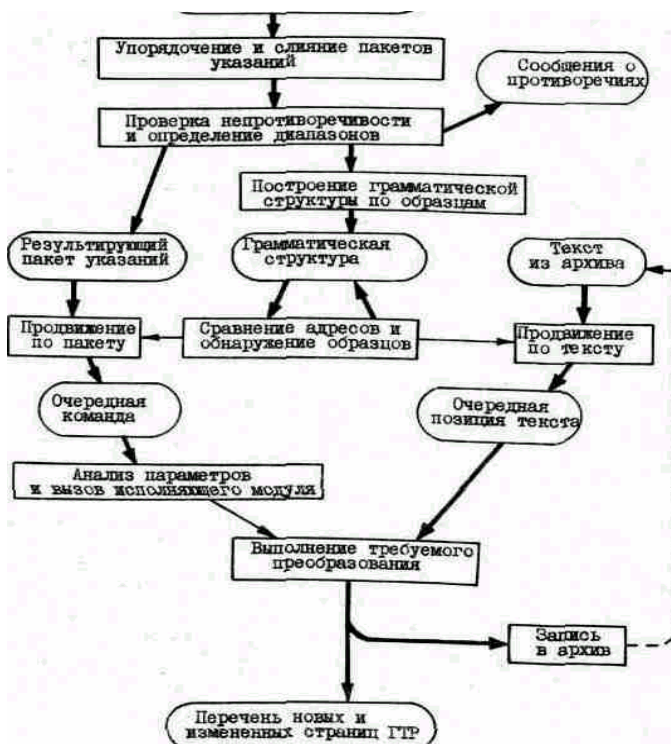 Упорядочение и слияние пакетов
указаний
Сообщения о
противоречиях
Проверка непротиворечивости
и определение диапазонов
Построение грамматической
структуры по образцам
Результирующий
пакет указаний
Грамматическая
структура
Текст
из архива
Продвижение
по пакету
Сравнение адресов и
обнаружение образцов
Продвижение
по тексту
Очередная
команда
Очередная
позиция текста
Анализ параметров
и вызов исполняющего модуля
Выполнение требуемого
преобразования
Запись
в архив
Перечень новых и
измененных страниц ГТР